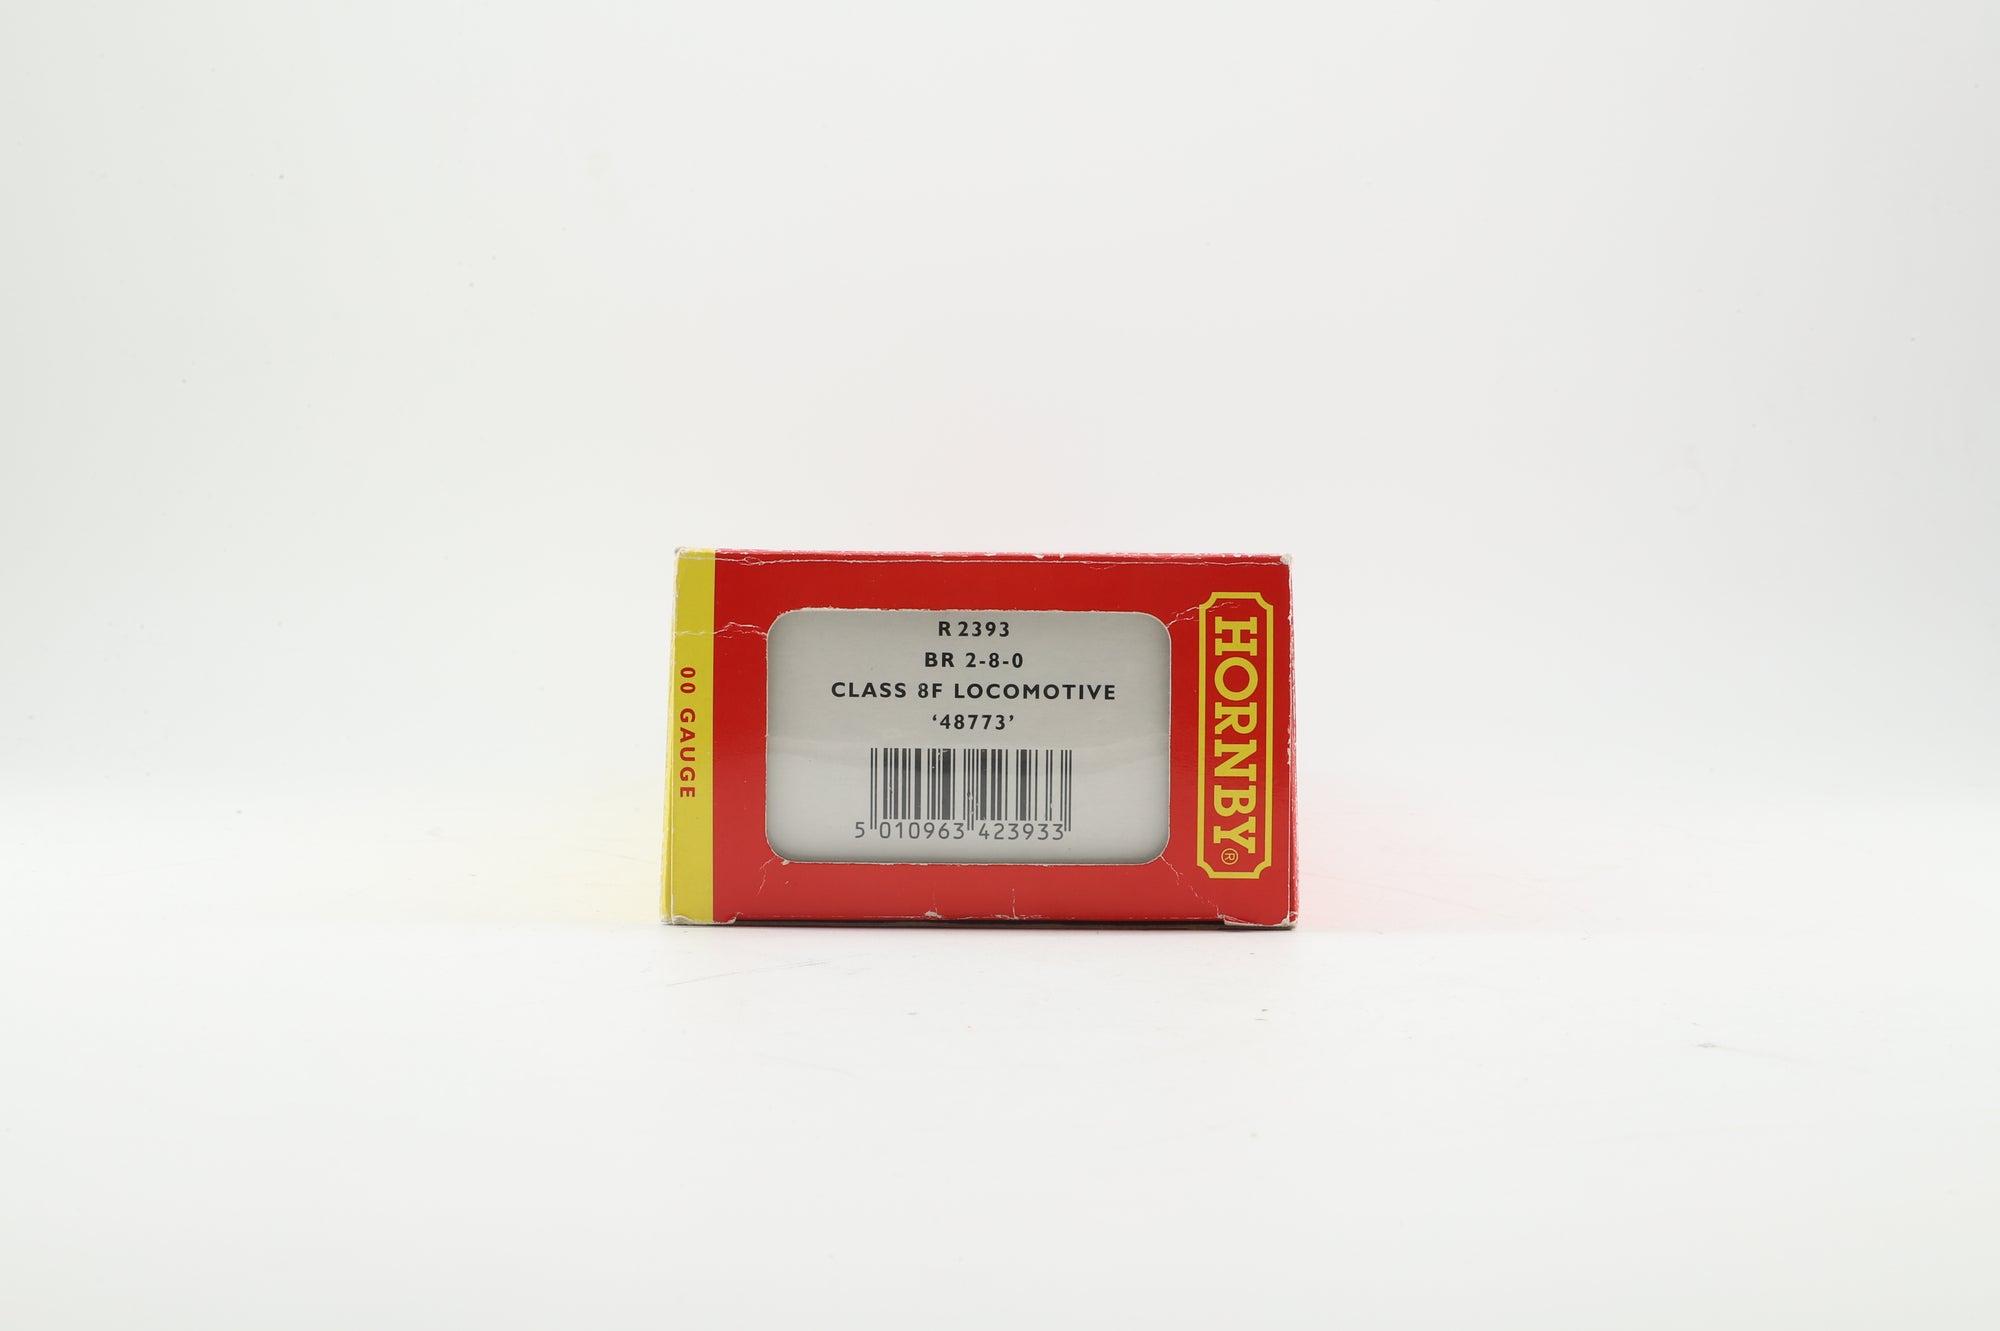 00 GAUGE
R 2393
BR 2-8-0
CLASS 8F LOCOMOTIVE
‘48773’
5 010963 423933
HORNBY®